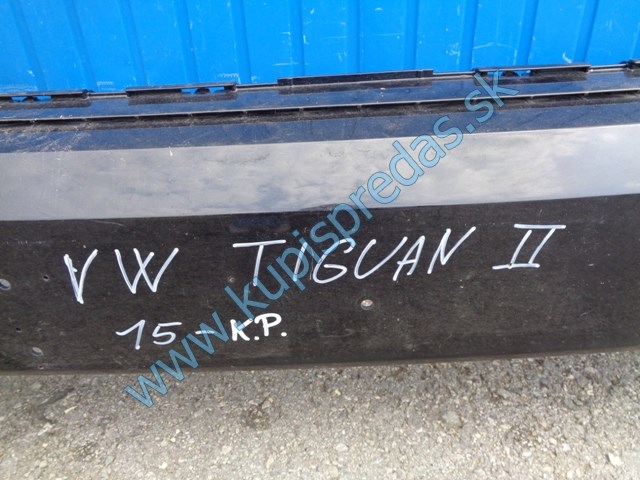 VW TIGUAN II
15 - K.P.
www.kupispredas.sk